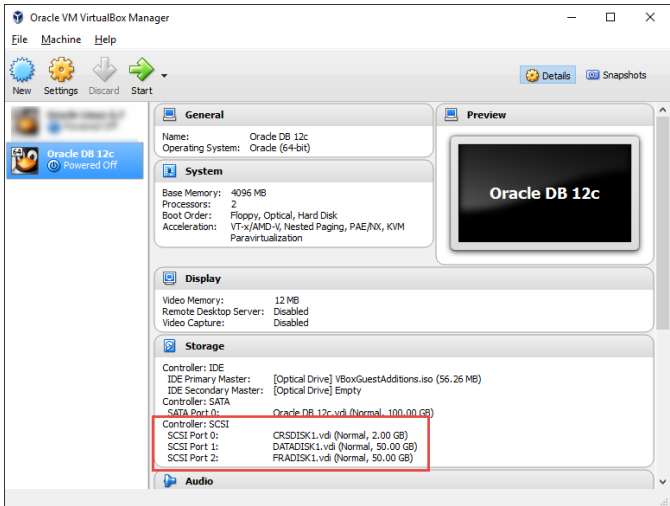 Oracle VM VirtualBox Manager
File Machine Help
New Settings Discard Start
Details Snapshots
Oracle DB 12c
Powered Off
64
General
Name: Oracle DB 12c
Operating System: Oracle (64-bit)
System
Base Memory: 4096 MB
Processors: 2
Boot Order: Floppy, Optical, Hard Disk
Acceleration: VT-x/AMD-V, Nested Paging, PAE/NX, KVM
Paravirtualization
Preview
Oracle DB 12c
Display
Video Memory: 12 MB
Remote Desktop Server: Disabled
Video Capture: Disabled
Storage
Controller: IDE
IDE Primary Master: [Optical Drive] VBoxGuestAdditions.iso (56.26 MB)
IDE Secondary Master: [Optical Drive] Empty
Controller: SATA
SATA Port 0: Oracle DB 12c.vdi (Normal, 100.00 GB)
Controller: SCSI
SCSI Port 0: CRSDISK1.vdi (Normal, 2.00 GB)
SCSI Port 1: DATADISK1.vdi (Normal, 50.00 GB)
SCSI Port 2: FRADISK1.vdi (Normal, 50.00 GB)
Audio